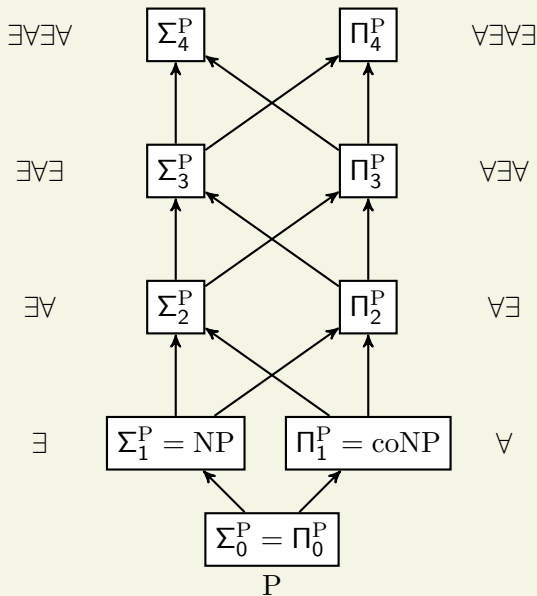 ∃∀∃∀ Σ₄ᴾ Π₄ᴾ ∀∃∀∃
∃∀∃ Σ₃ᴾ Π₃ᴾ ∀∃∀
∃∀ Σ₂ᴾ Π₂ᴾ ∀∃
∃ Σ₁ᴾ = NP Π₁ᴾ = coNP ∀
Σ₀ᴾ = Π₀ᴾ
P